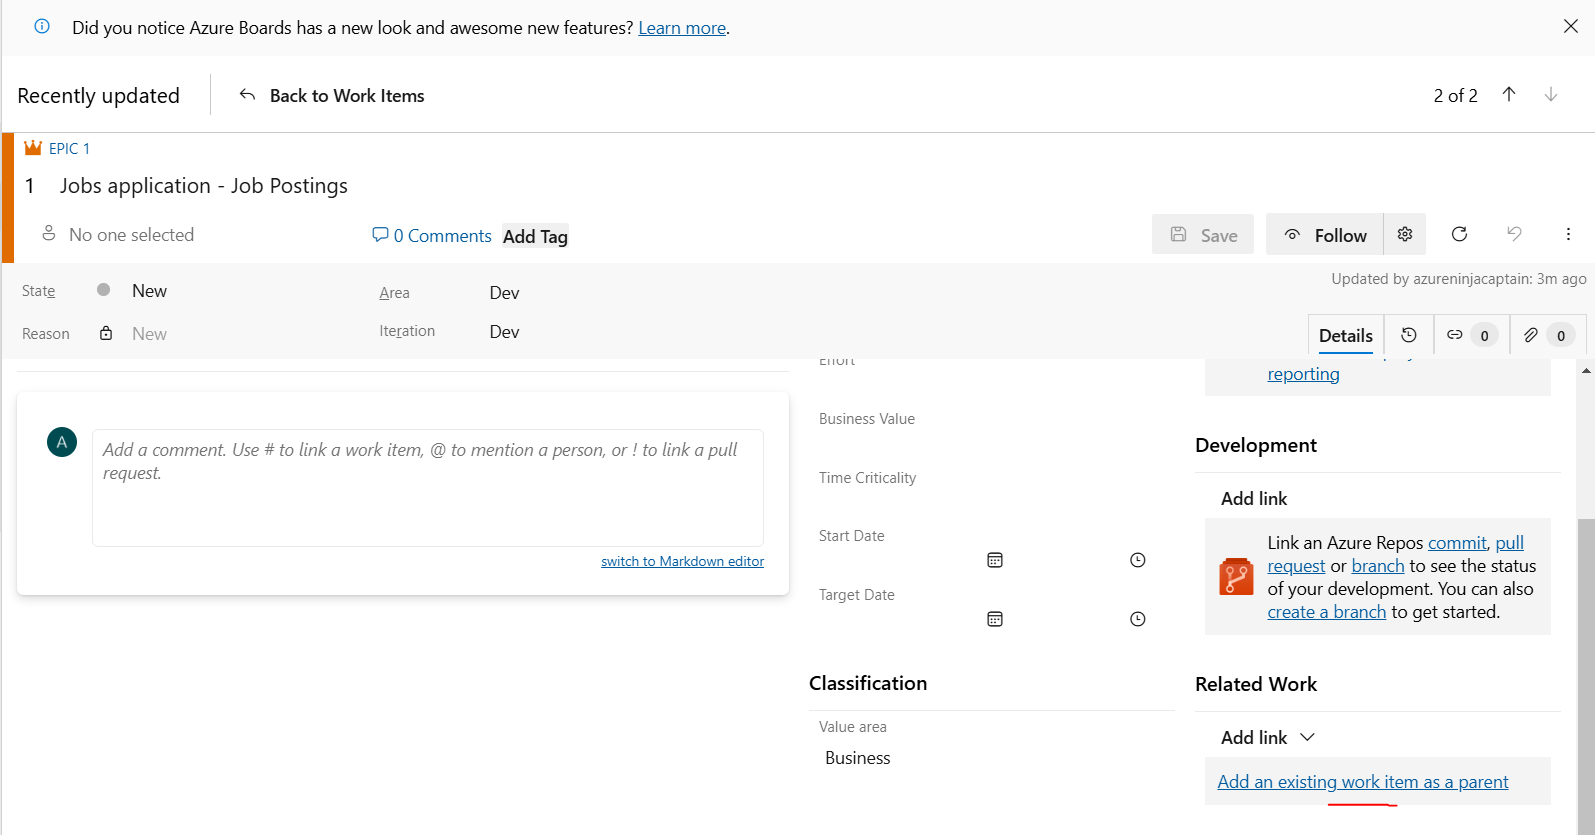 Did you notice Azure Boards has a new look and awesome new features? Learn more.
Recently updated
Back to Work Items
2 of 2
EPIC 1
1 Jobs application - Job Postings
No one selected
0 Comments
Add Tag
Save
Follow
State
New
Area
Dev
Updated by azureninjacaptain: 3m ago
Reason
New
Iteration
Dev
Details
0
0
Add a comment. Use # to link a work item, @ to mention a person, or ! to link a pull
request.
switch to Markdown editor
A
Effort
Business Value
Time Criticality
Start Date
Target Date
Classification
Value area
Business
reporting
Development
Add link
Link an Azure Repos commit, pull
request or branch to see the status
of your development. You can also
create a branch to get started.
Related Work
Add link
Add an existing work item as a parent